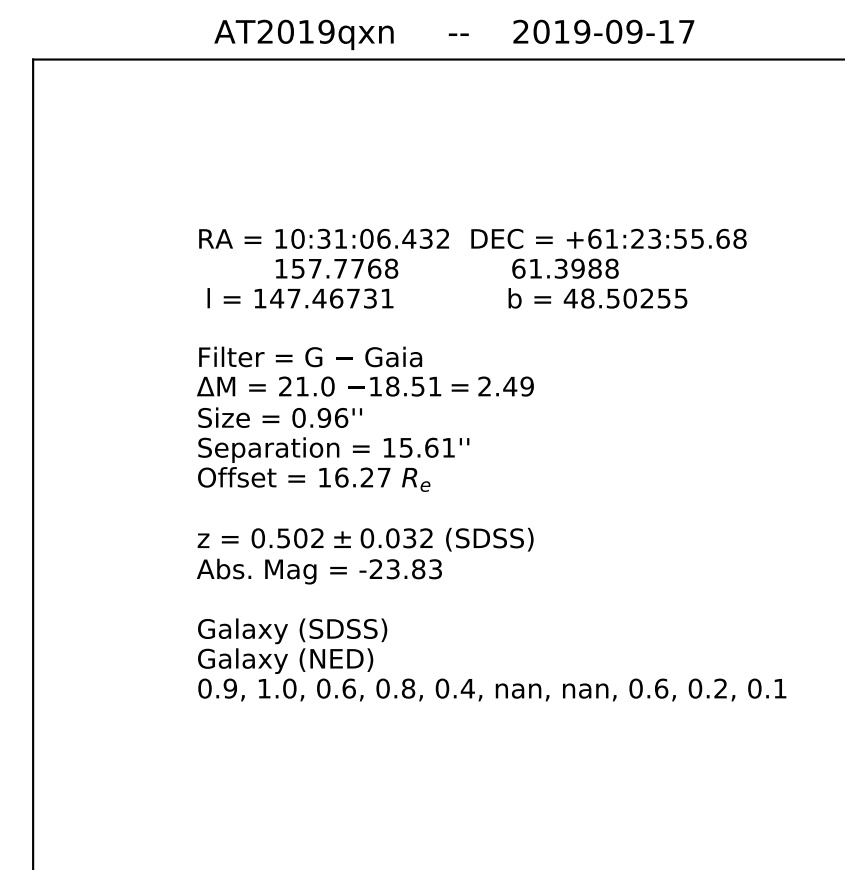 AT2019qxn -- 2019-09-17
RA = 10:31:06.432 DEC = +61:23:55.68
157.7768 61.3988
l = 147.46731 b = 48.50255
Filter = G − Gaia
ΔM = 21.0 −18.51 = 2.49
Size = 0.96''
Separation = 15.61''
Offset = 16.27 Rₑ
z = 0.502 ± 0.032 (SDSS)
Abs. Mag = -23.83
Galaxy (SDSS)
Galaxy (NED)
0.9, 1.0, 0.6, 0.8, 0.4, nan, nan, 0.6, 0.2, 0.1